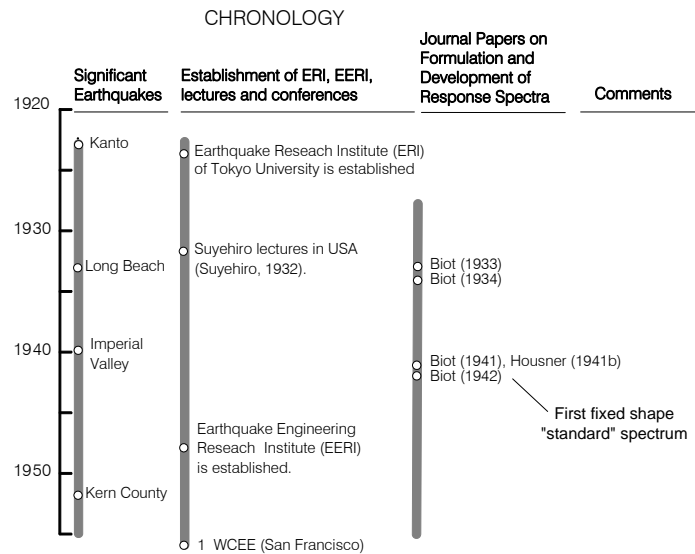 CHRONOLOGY
Significant
Earthquakes
Establishment of ERI, EERI,
lectures and conferences
Journal Papers on
Formulation and
Development of
Response Spectra
Comments
1920
Kanto
Earthquake Reseach Institute (ERI)
of Tokyo University is established
1930
Suyehiro lectures in USA
(Suyehiro, 1932).
Long Beach
Biot (1933)
Biot (1934)
1940
Imperial
Valley
Biot (1941), Housner (1941b)
Biot (1942)
First fixed shape
"standard" spectrum
Earthquake Engineering
Reseach Institute (EERI)
is established.
1950
Kern County
1 WCEE (San Francisco)